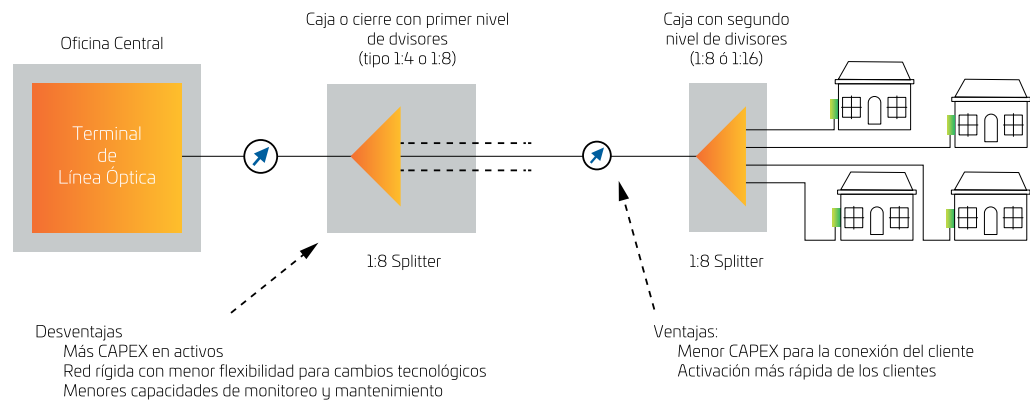 Oficina Central
Terminal
de
Línea Óptica
Caja o cierre con primer nivel
de dvisores
(tipo 1:4 o 1:8)
1:8 Splitter
Caja con segundo
nivel de divisores
(1:8 ó 1:16)
1:8 Splitter
Desventajas
Más CAPEX en activos
Red rígida con menor flexibilidad para cambios tecnológicos
Menores capacidades de monitoreo y mantenimiento
Ventajas:
Menor CAPEX para la conexión del cliente
Activación más rápida de los clientes